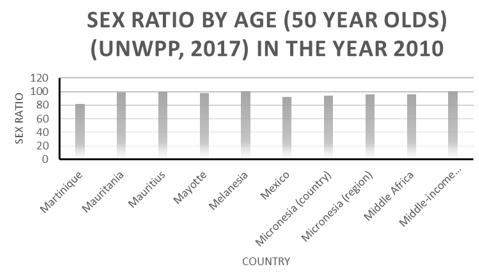 SEX RATIO BY AGE (50 YEAR OLDS)
(UNWPP, 2017) IN THE YEAR 2010
120
100
80
60
40
20
0
SEX RATIO
Martinique
Mauritania
Mauritius
Mayotte
Melanesia
Mexico
Micronesia (country)
Micronesia (region)
Middle Africa
Middle-income...
COUNTRY